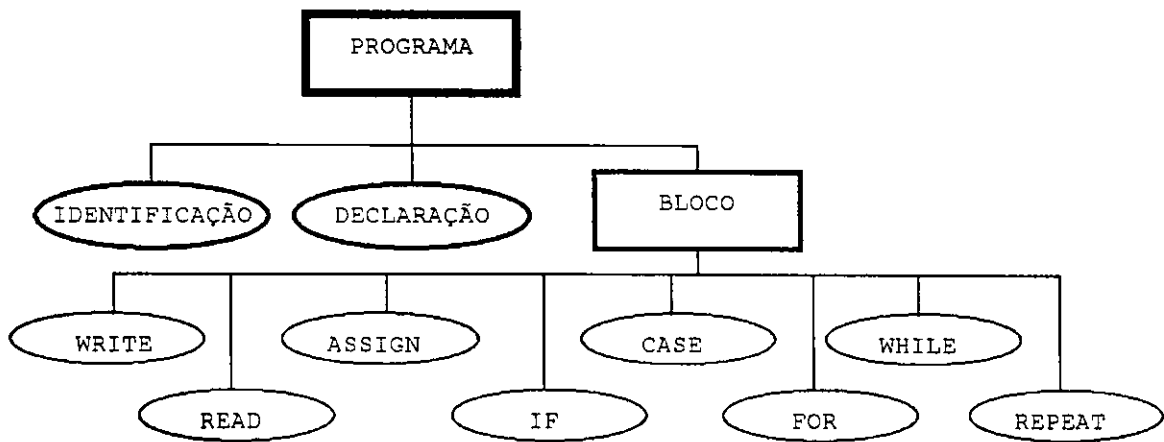 PROGRAMA
IDENTIFICAÇÃO DECLARAÇÃO BLOCO
WRITE ASSIGN CASE WHILE
READ IF FOR REPEAT